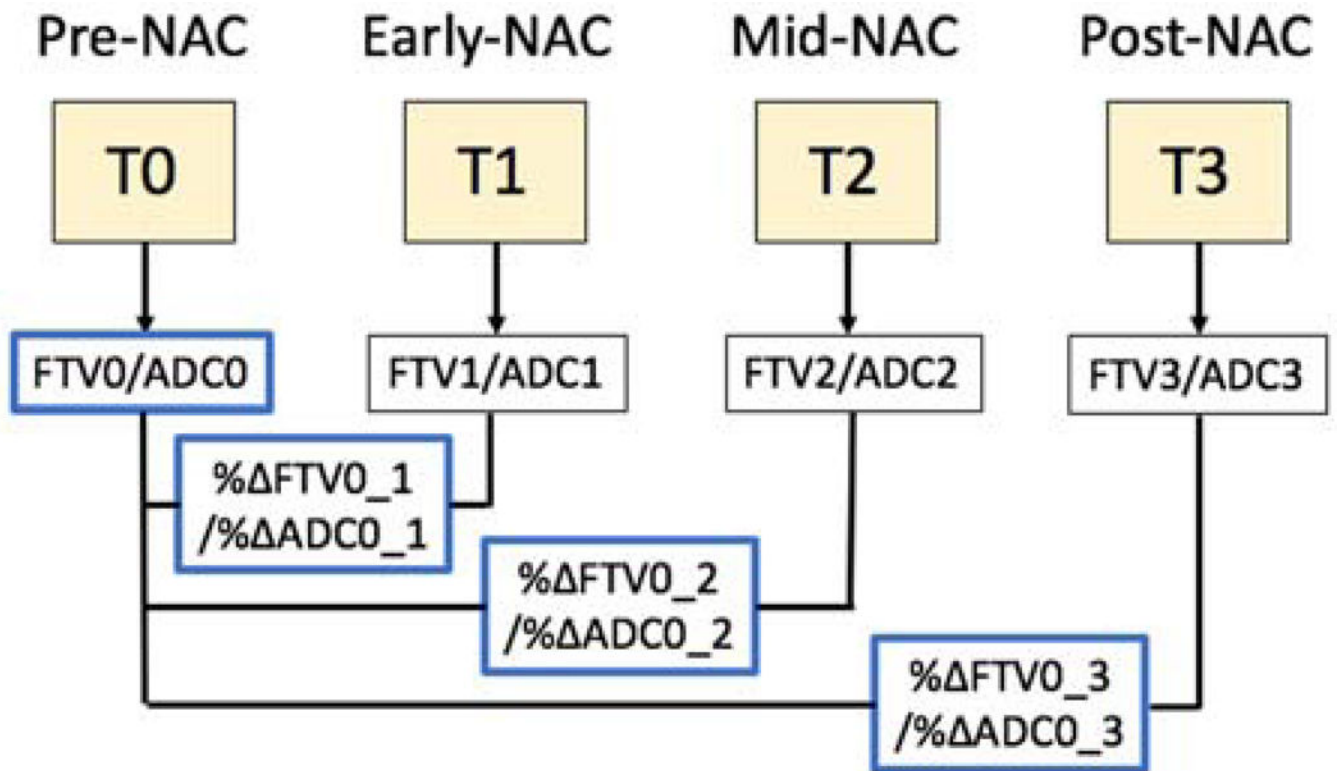 Pre-NAC Early-NAC Mid-NAC Post-NAC
T0 T1 T2 T3
FTV0/ADC0 FTV1/ADC1 FTV2/ADC2 FTV3/ADC3
%ΔFTV0_1
/%ΔADC0_1
%ΔFTV0_2
/%ΔADC0_2
%ΔFTV0_3
/%ΔADC0_3